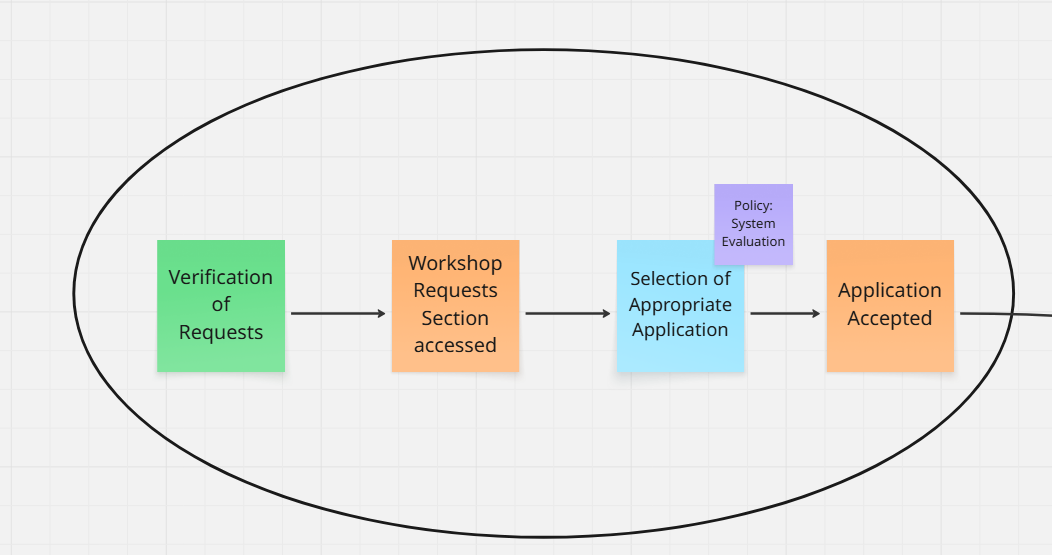 Verification
of
Requests
Workshop
Requests
Section
accessed
Policy:
System
Evaluation
Selection of
Appropriate
Application
Application
Accepted